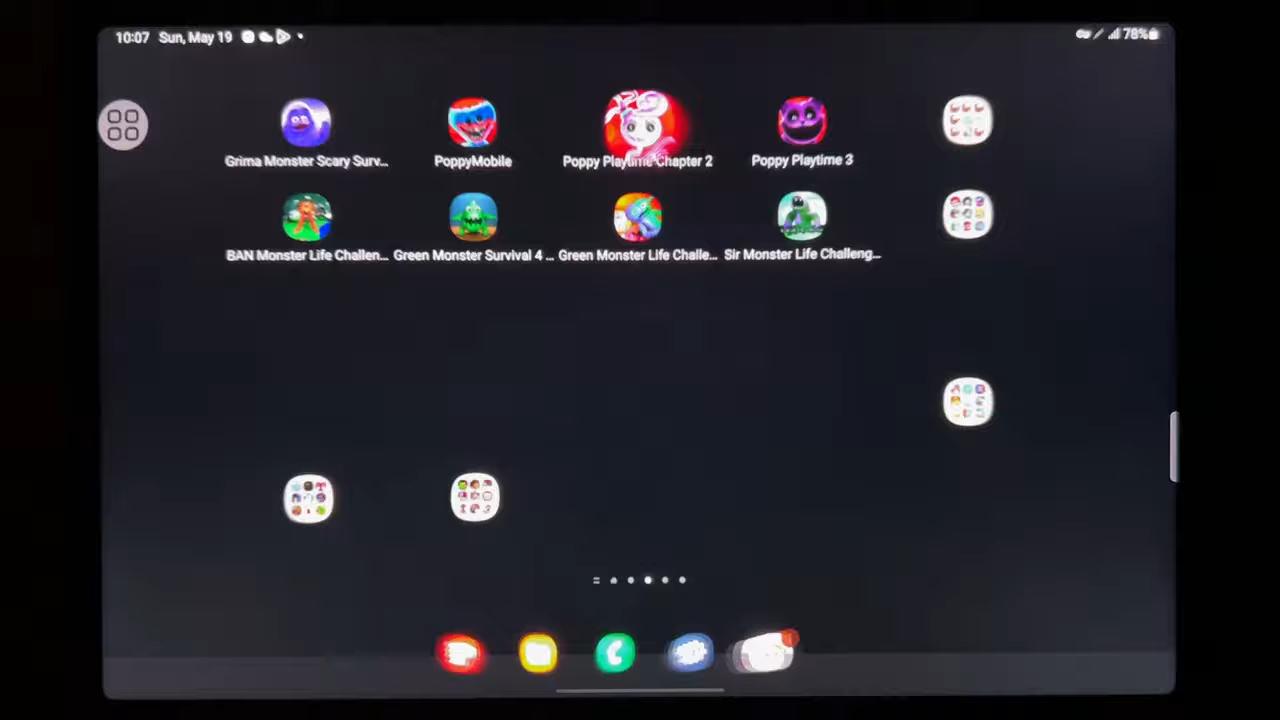 10:07 Sun, May 19
78%
Grima Monster Scary Surv...
PoppyMobile
Poppy Playtime Chapter 2
Poppy Playtime 3
BAN Monster Life Challen...
Green Monster Survival 4 ...
Green Monster Life Challe...
Sir Monster Life Challeng...